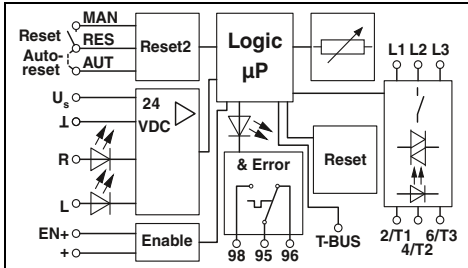 MAN
Reset
RES
Reset2
Auto-
reset
AUT
Logic
µP
L1 L2 L3
Us
24
VDC
⊥
R
L
& Error
Reset
EN+
+
Enable
98 95 96
T-BUS
2/T1
4/T2
6/T3